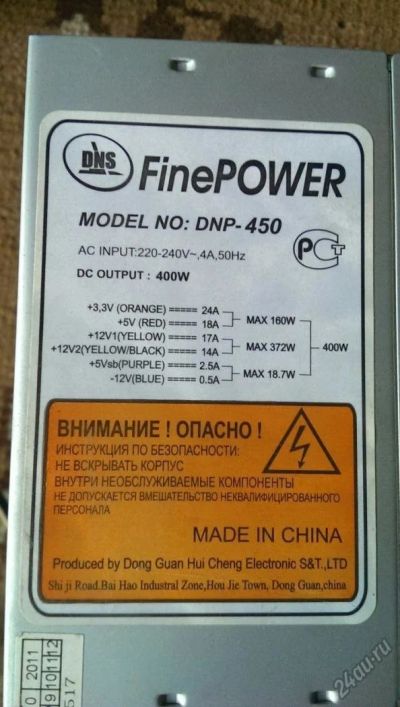 DNS
FinePOWER
MODEL NO: DNP-450
AC INPUT:220-240V~,4A,50Hz
DC OUTPUT : 400W
PCT
+3,3V (ORANGE) ===== 24A
+5V (RED) ===== 18A
MAX 160W
+12V1(YELLOW) ===== 17A
+12V2(YELLOW/BLACK) ===== 14A
MAX 372W
400W
+5Vsb(PURPLE) ===== 2.5A
-12V(BLUE) ===== 0.5A
MAX 18.7W
ВНИМАНИЕ ! ОПАСНО !
ИНСТРУКЦИЯ ПО БЕЗОПАСНОСТИ:
НЕ ВСКРЫВАТЬ КОРПУС
ВНУТРИ НЕОБСЛУЖИВАЕМЫЕ КОМПОНЕНТЫ
НЕ ДОПУСКАЕТСЯ ВМЕШАТЕЛЬСТВО НЕКВАЛИФИЦИРОВАННОГО
ПЕРСОНАЛА
MADE IN CHINA
Produced by Dong Guan Hui Cheng Electronic S&T.,LTD
Shi ji Road.Bai Hao Industral Zone,Hou Jie Town, Dong Guan,china
0 2011
9 10 11 12
517
24au.ru